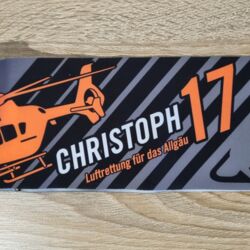 CHRISTOPH 17
Luftrettung für das Allgäu